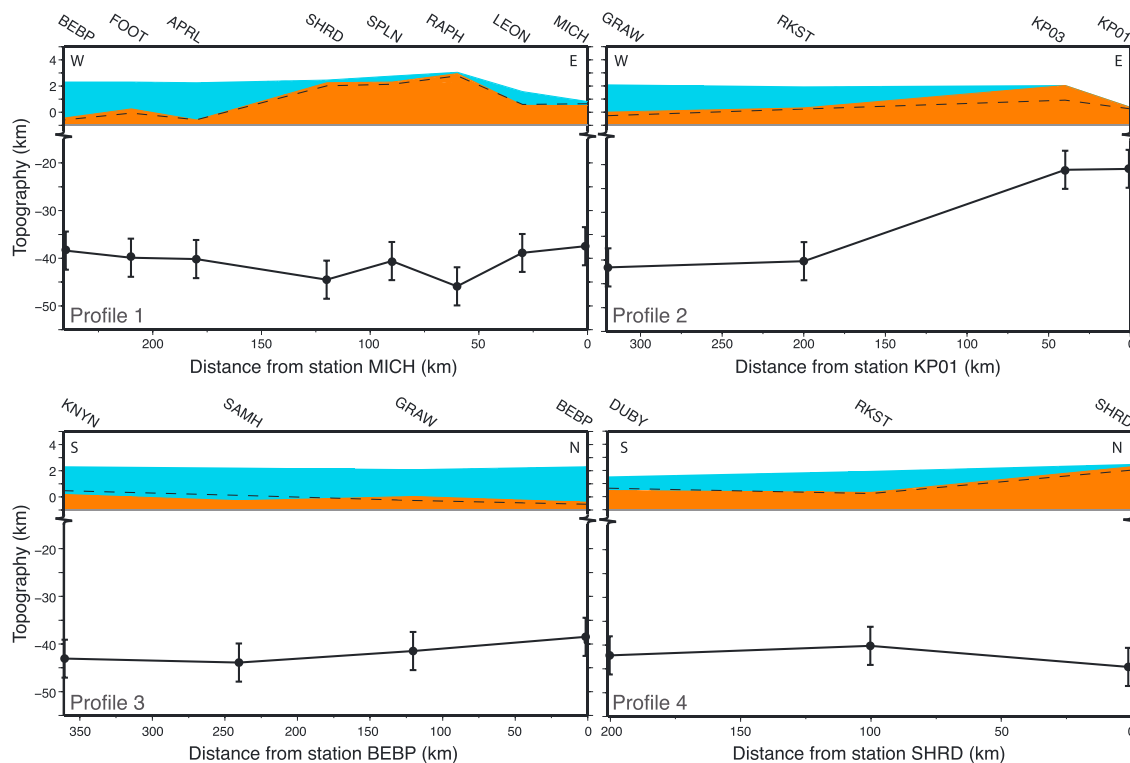 BEBP FOOT APRL SHRD SPLN RAPH LEON MICH
GRAW RKST KP03 KP01
W E
W E
4
2
0
−20
−30
−40
−50
Topography (km)
Profile 1
Profile 2
200 150 100 50 0
300 250 200 150 100 50 0
Distance from station MICH (km)
Distance from station KP01 (km)
KNYN SAMH GRAW BEBP
DUBY RKST SHRD
S N
S N
4
2
0
−20
−30
−40
−50
Topography (km)
Profile 3
Profile 4
350 300 250 200 150 100 50 0
200 150 100 50 0
Distance from station BEBP (km)
Distance from station SHRD (km)